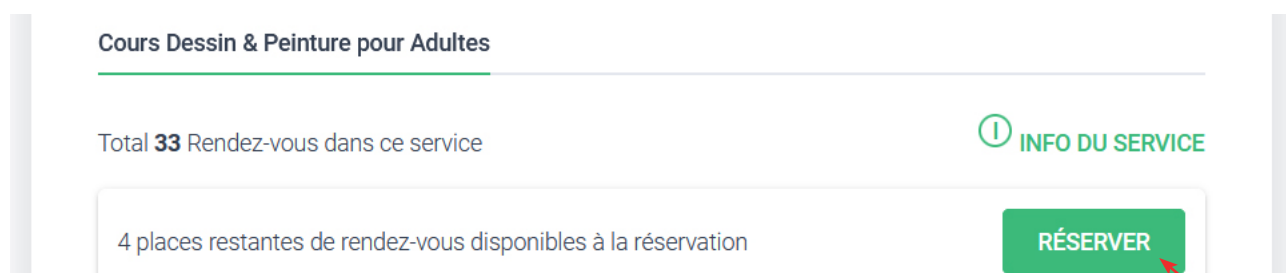 Cours Dessin & Peinture pour Adultes
Total 33 Rendez-vous dans ce service
INFO DU SERVICE
4 places restantes de rendez-vous disponibles à la réservation
RÉSERVER